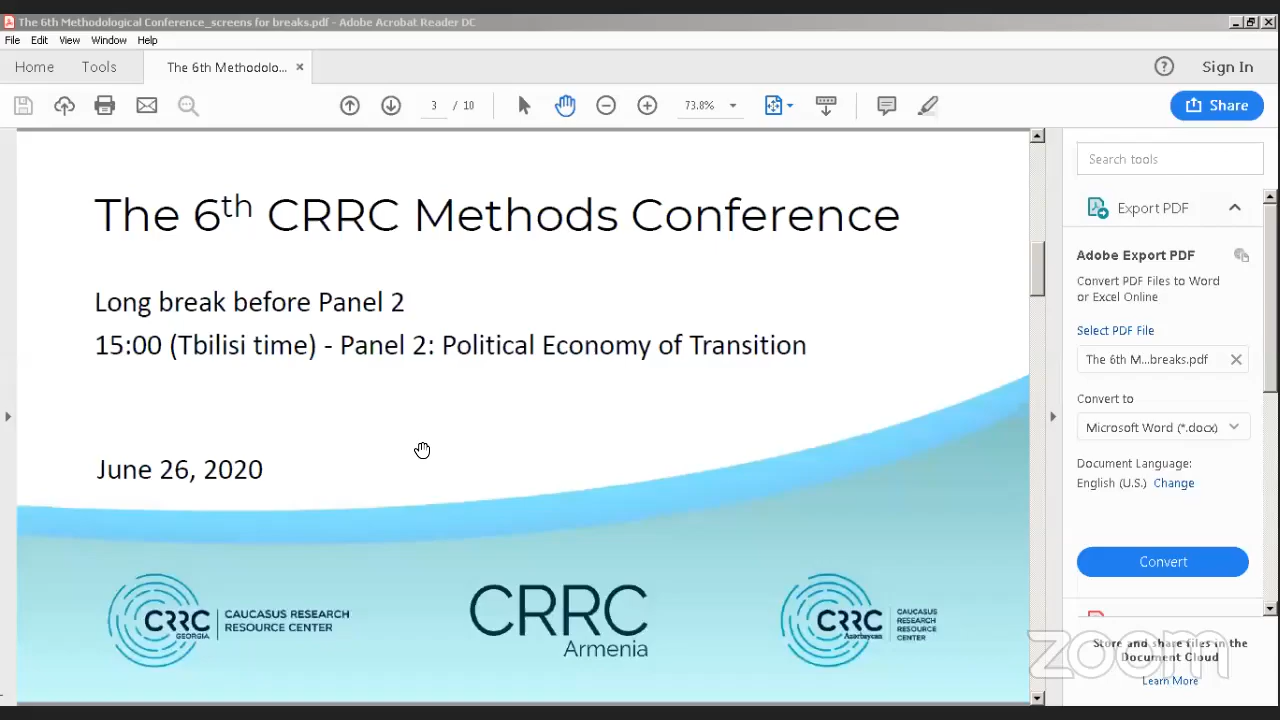 The 6th Methodological Conference_screens for breaks.pdf - Adobe Acrobat Reader DC
File Edit View Window Help
Home Tools The 6th Methodolo... × Sign In
3 / 10 73.8% Share
The 6th CRRC Methods Conference
Long break before Panel 2
15:00 (Tbilisi time) - Panel 2: Political Economy of Transition
June 26, 2020
CRRC
GEORGIA
CAUCASUS RESEARCH
RESOURCE CENTER
CRRC
Armenia
CRRC
Azerbaycan
CAUCASUS
RESEARCH
RESOURCE
CENTER
Search tools
Export PDF
Adobe Export PDF
Convert PDF Files to Word
or Excel Online
Select PDF File
The 6th M...breaks.pdf
Convert to
Microsoft Word (*.docx)
Document Language:
English (U.S.) Change
Convert
Store and share files in the
Document Cloud
Learn More
zoom